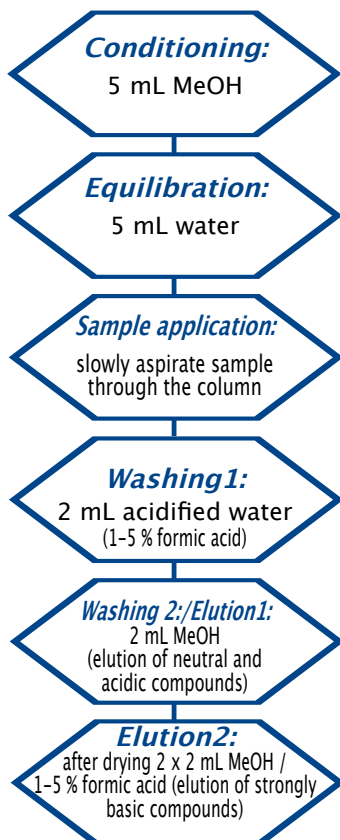 Conditioning:
5 mL MeOH
Equilibration:
5 mL water
Sample application:
slowly aspirate sample
through the column
Washing1:
2 mL acidified water
(1–5 % formic acid)
Washing 2:/Elution1:
2 mL MeOH
(elution of neutral and
acidic compounds)
Elution2:
after drying 2 x 2 mL MeOH /
1–5 % formic acid (elution of strongly
basic compounds)